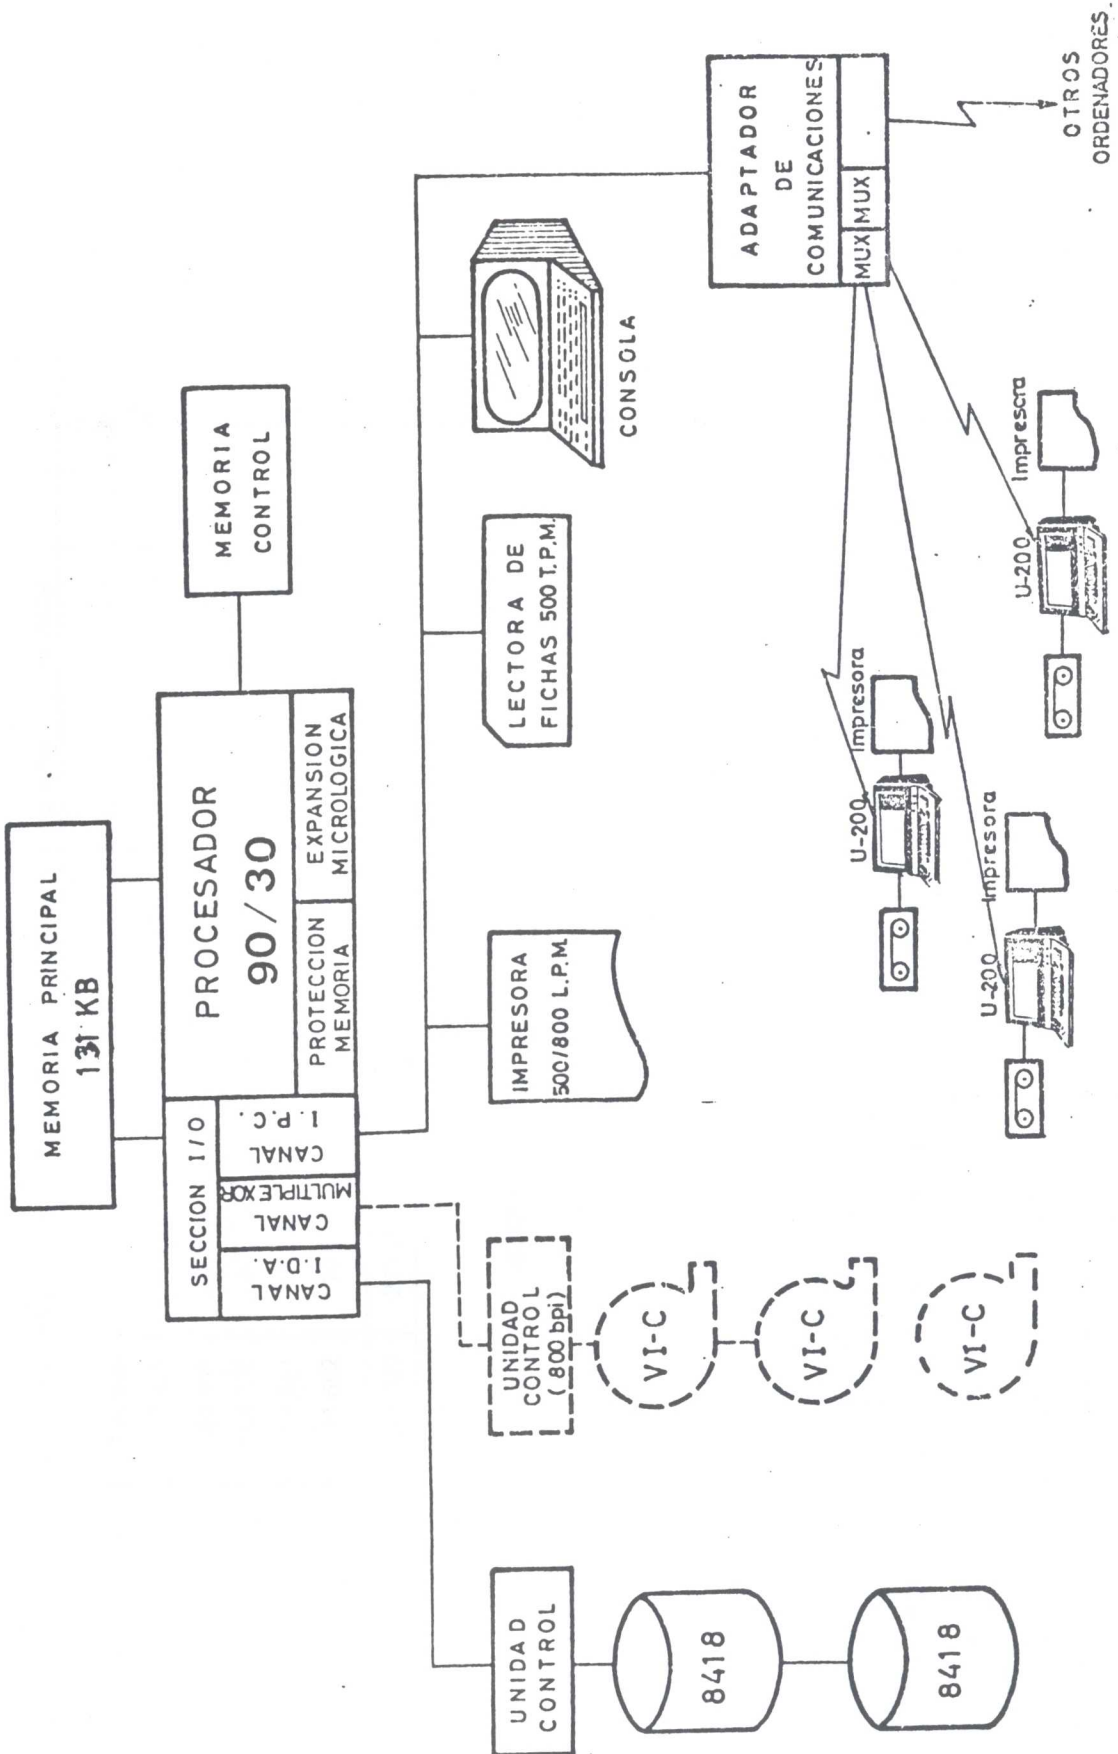 MEMORIA PRINCIPAL
131 KB
SECCION I/O
CANAL
I.D.A.
CANAL
MULTIPLEXOR
CANAL
I.P.C.
PROCESADOR
90/30
PROTECCION
MEMORIA
EXPANSION
MICROLOGICA
MEMORIA
CONTROL
UNIDAD
CONTROL
8418
8418
UNIDAD
CONTROL
(800 bpi)
VI-C
VI-C
VI-C
IMPRESORA
500/800 L.P.M.
LECTORA DE
FICHAS 500 T.P.M.
CONSOLA
ADAPTADOR
DE
COMUNICACIONES
MUX
MUX
OTROS
ORDENADORES.
U-200
Impresora
U-200
Impresora
U-200
Impresora